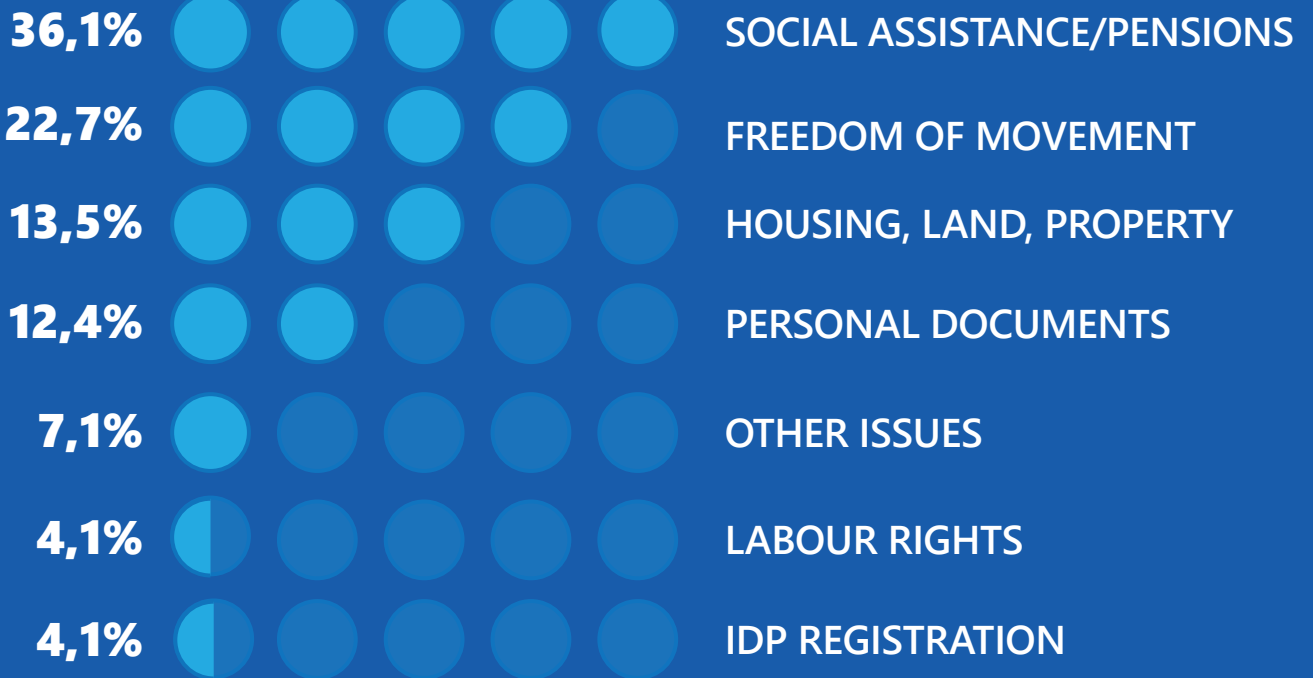 36,1% SOCIAL ASSISTANCE/PENSIONS
22,7% FREEDOM OF MOVEMENT
13,5% HOUSING, LAND, PROPERTY
12,4% PERSONAL DOCUMENTS
7,1% OTHER ISSUES
4,1% LABOUR RIGHTS
4,1% IDP REGISTRATION